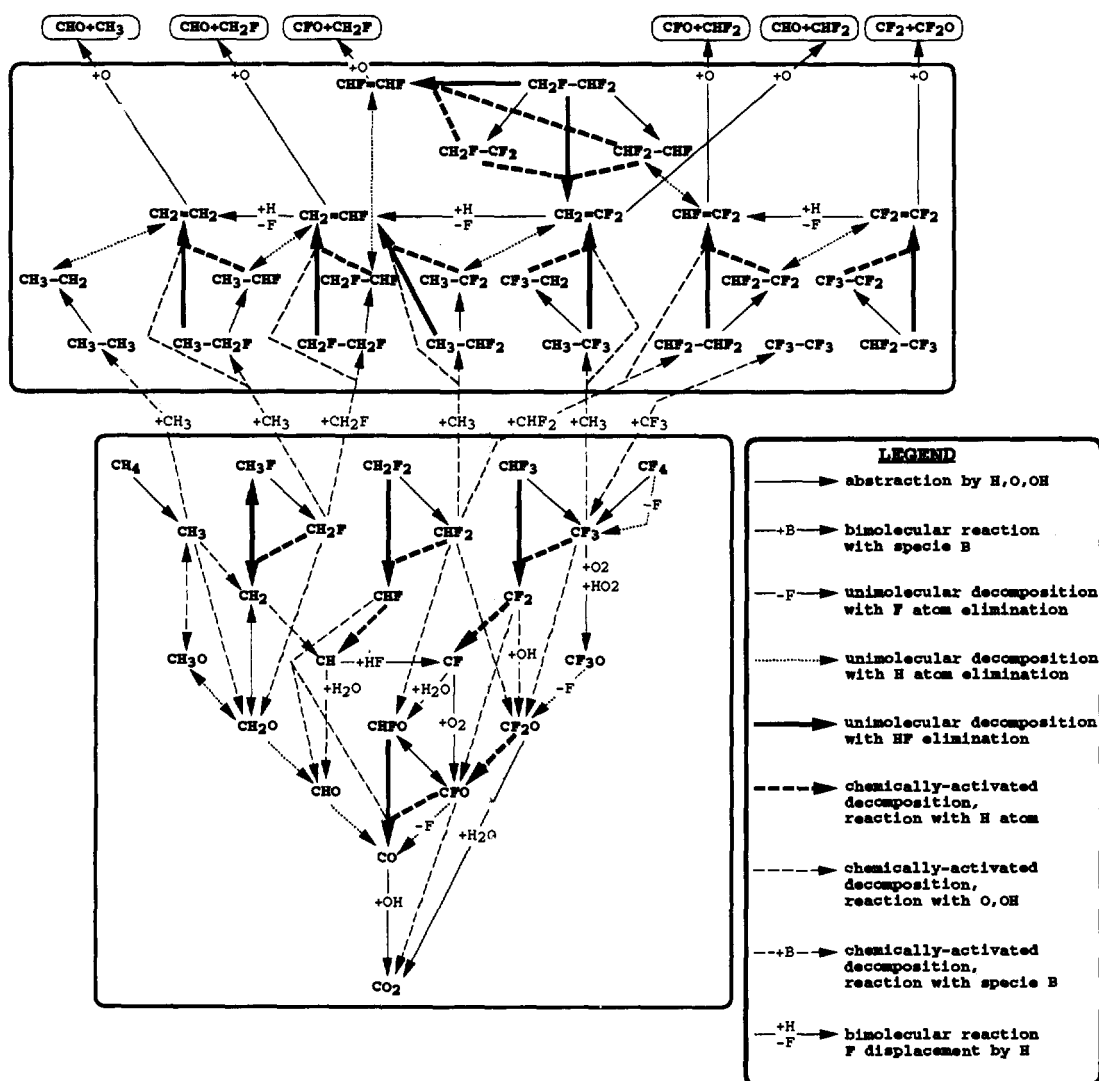 CHO+CH3 CHO+CH2F CFO+CH2F CFO+CHF2 CHO+CHF2 CF2+CF2O
+O +O +O +O +O +O
CHF=CHF CH2F-CHF2
CH2F-CF2 CHF2-CHF
CH2=CH2 +H -F CH2=CHF +H -F CH2=CF2 CHF=CF2 +H -F CF2=CF2
CH3-CH2 CH3-CHF CH2F-CHF CH3-CF2 CF3-CH2 CHF2-CF2 CF3-CF2
CH3-CH3 CH3-CH2F CH2F-CH2F CH3-CHF2 CH3-CF3 CHF2-CHF2 CF3-CF3 CHF2-CF3
+CH3 +CH3 +CH2F +CH3 +CHF2 +CH3 +CF3
CH4 CH3F CH2F2 CHF3 CF4
-F
CH3 CH2F CHF2 CF3
+O2
+HO2
CH2 CHF CF2
CH3O CH +HF CF +OH CF3O
+H2O +H2O -F
CH2O CHFO +O2 CF2O
CHO CFO
-F +H2O
CO
+OH
CO2
LEGEND
abstraction by H,O,OH
+B bimolecular reaction
with specie B
-F unimolecular decomposition
with F atom elimination
unimolecular decomposition
with H atom elimination
unimolecular decomposition
with HF elimination
chemically-activated
decomposition,
reaction with H atom
chemically-activated
decomposition,
reaction with O,OH
+B chemically-activated
decomposition,
reaction with specie B
+H bimolecular reaction
-F F displacement by H